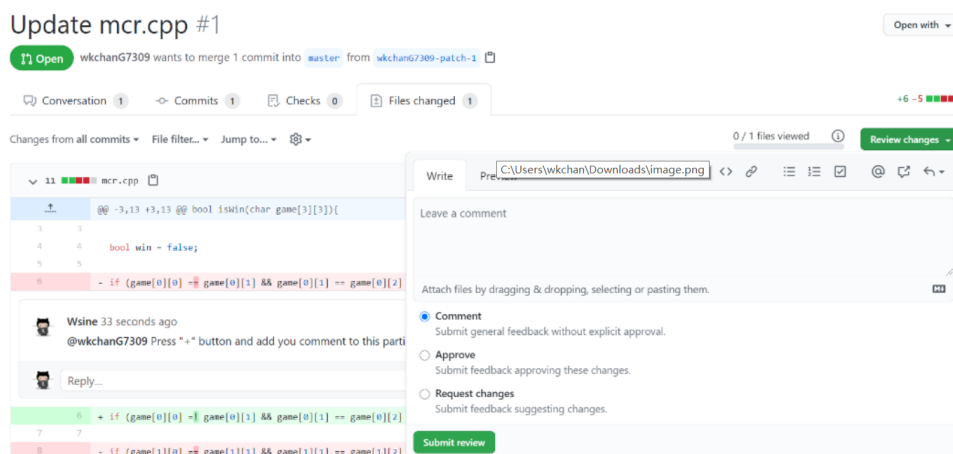 Update mcr.cpp #1
Open with
Open wkchanG7309 wants to merge 1 commit into master from wkchanG7309-patch-1
Conversation 1 Commits 1 Checks 0 Files changed 1
+6 −5
Changes from all commits File filter... Jump to...
0 / 1 files viewed
Review changes
11 mcr.cpp
Write Preview
C:\Users\wkchan\Downloads\image.png
@@ -3,13 +3,13 @@ bool isWin(char game[3][3]){
3 3
4 4 bool win = false;
5 5
6 - if (game[0][0] == game[0][1] && game[0][1] == game[0][2]
Leave a comment
Attach files by dragging & dropping, selecting or pasting them.
Wsine 33 seconds ago
@wkchanG7309 Press "+" button and add you comment to this parti
Reply...
Comment
Submit general feedback without explicit approval.
Approve
Submit feedback approving these changes.
Request changes
Submit feedback suggesting changes.
6 + if (game[0][0] =! game[0][1] && game[0][1] == game[0][2]
7 7
8 - if (game[1][0] == game[1][1] && game[1][1] == game[1][2]
Submit review